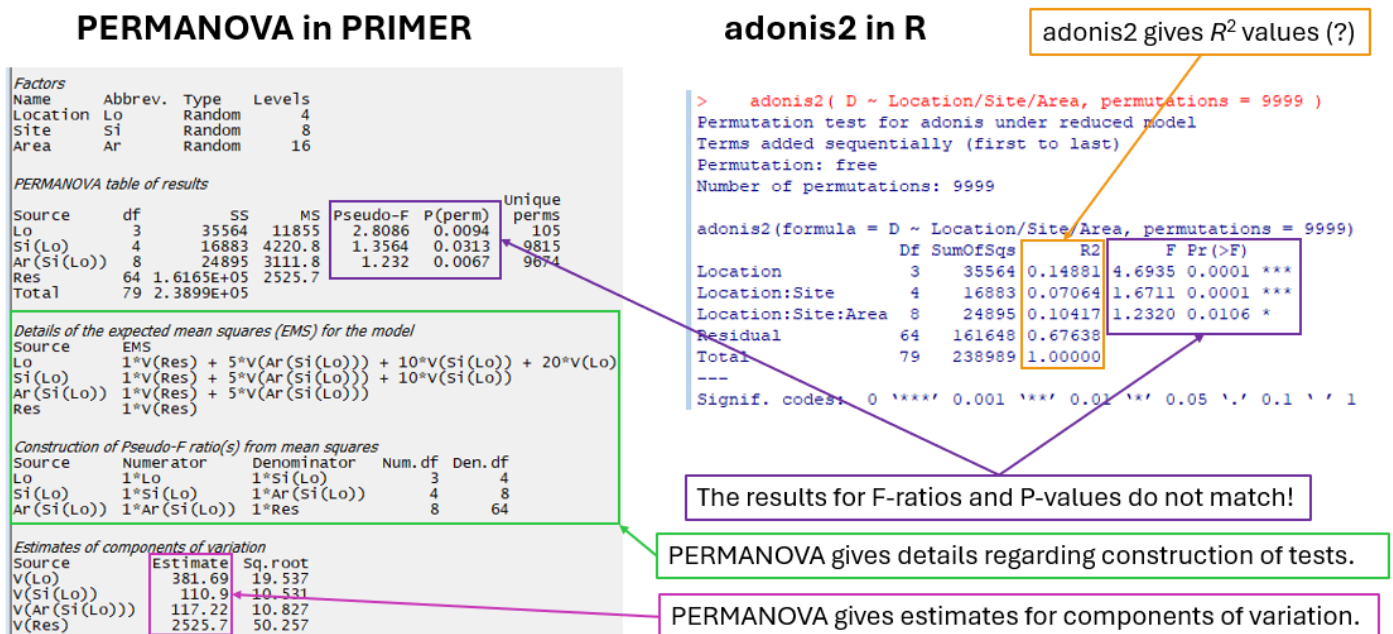 PERMANOVA in PRIMER
Factors
Name Abbrev. Type Levels
Location Lo Random 4
Site Si Random 8
Area Ar Random 16
PERMANOVA table of results
Unique
Source df SS MS Pseudo-F P(perm) perms
Lo 3 35564 11855 2.8086 0.0094 105
Si(Lo) 4 16883 4220.8 1.3564 0.0313 9815
Ar(Si(Lo)) 8 24895 3111.8 1.232 0.0067 9674
Res 64 1.6165E+05 2525.7
Total 79 2.3899E+05
Details of the expected mean squares (EMS) for the model
Source EMS
Lo 1*V(Res) + 5*V(Ar(Si(Lo))) + 10*V(Si(Lo)) + 20*V(Lo)
Si(Lo) 1*V(Res) + 5*V(Ar(Si(Lo))) + 10*V(Si(Lo))
Ar(Si(Lo)) 1*V(Res) + 5*V(Ar(Si(Lo)))
Res 1*V(Res)
Construction of Pseudo-F ratio(s) from mean squares
Source Numerator Denominator Num.df Den.df
Lo 1*Lo 1*Si(Lo) 3 4
Si(Lo) 1*Si(Lo) 1*Ar(Si(Lo)) 4 8
Ar(Si(Lo)) 1*Ar(Si(Lo)) 1*Res 8 64
Estimates of components of variation
Source Estimate Sq.root
V(Lo) 381.69 19.537
V(Si(Lo)) 110.9 10.531
V(Ar(Si(Lo))) 117.22 10.827
V(Res) 2525.7 50.257
adonis2 in R
adonis2 gives R² values (?)
> adonis2( D ~ Location/Site/Area, permutations = 9999 )
Permutation test for adonis under reduced model
Terms added sequentially (first to last)
Permutation: free
Number of permutations: 9999
adonis2(formula = D ~ Location/Site/Area, permutations = 9999)
Df SumOfSqs R2 F Pr(>F)
Location 3 35564 0.14881 4.6935 0.0001 ***
Location:Site 4 16883 0.07064 1.6711 0.0001 ***
Location:Site:Area 8 24895 0.10417 1.2320 0.0106 *
Residual 64 161648 0.67638
Total 79 238989 1.00000
---
Signif. codes: 0 ‘***’ 0.001 ‘**’ 0.01 ‘*’ 0.05 ‘.’ 0.1 ‘ ’ 1
The results for F-ratios and P-values do not match!
PERMANOVA gives details regarding construction of tests.
PERMANOVA gives estimates for components of variation.